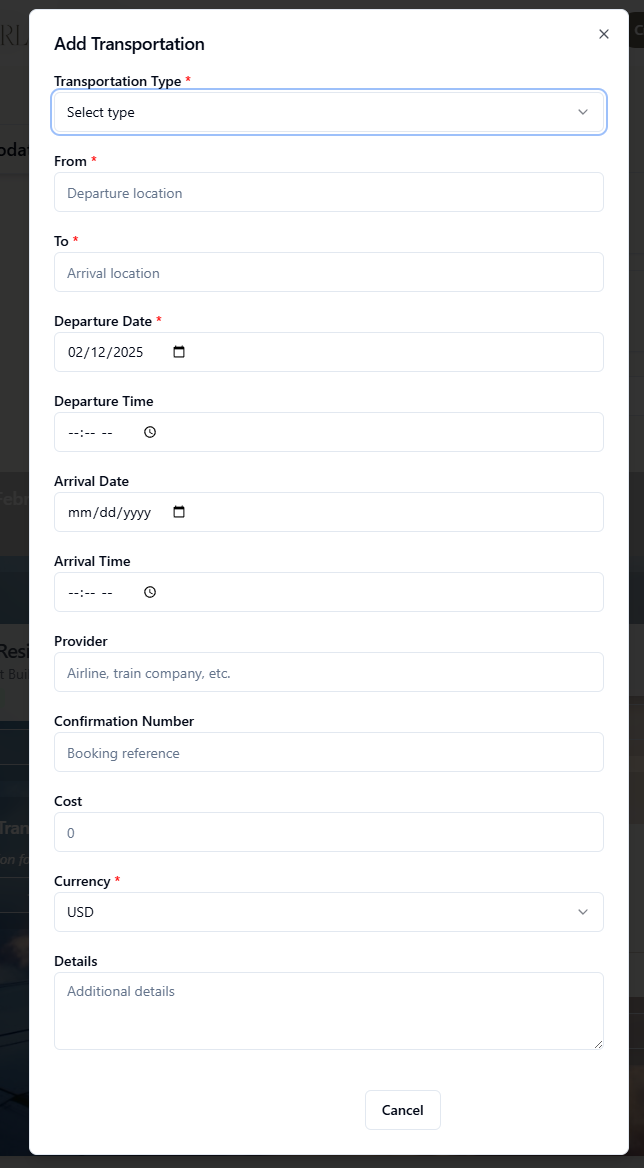 Add Transportation
Transportation Type *
Select type
From *
Departure location
To *
Arrival location
Departure Date *
02/12/2025
Departure Time
--:-- --
Arrival Date
mm/dd/yyyy
Arrival Time
--:-- --
Provider
Airline, train company, etc.
Confirmation Number
Booking reference
Cost
0
Currency *
USD
Details
Additional details
Cancel